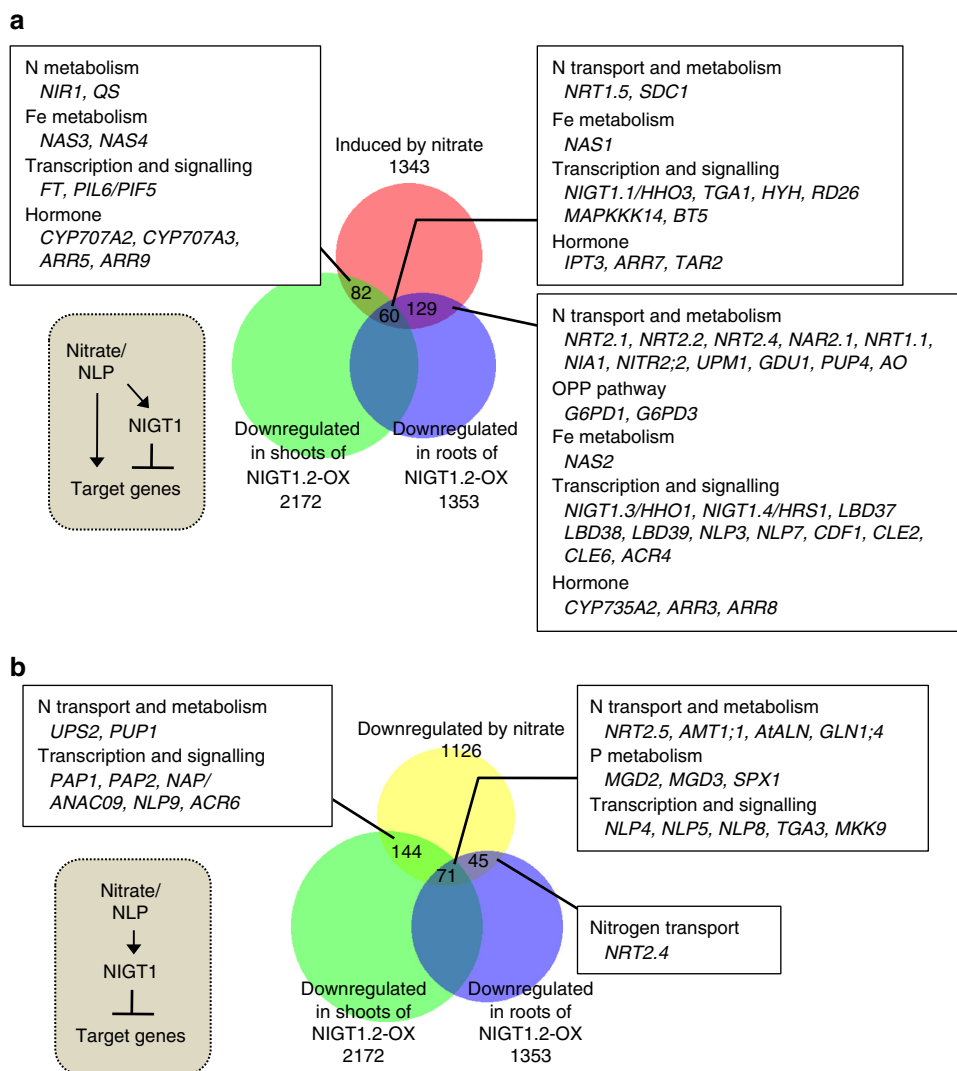 a
N metabolism
NIR1, QS
Fe metabolism
NAS3, NAS4
Transcription and signalling
FT, PIL6/PIF5
Hormone
CYP707A2, CYP707A3,
ARR5, ARR9
Induced by nitrate
1343
N transport and metabolism
NRT1.5, SDC1
Fe metabolism
NAS1
Transcription and signalling
NIGT1.1/HHO3, TGA1, HYH, RD26
MAPKKK14, BT5
Hormone
IPT3, ARR7, TAR2
82
60
129
N transport and metabolism
NRT2.1, NRT2.2, NRT2.4, NAR2.1, NRT1.1,
NIA1, NITR2;2, UPM1, GDU1, PUP4, AO
OPP pathway
G6PD1, G6PD3
Fe metabolism
NAS2
Transcription and signalling
NIGT1.3/HHO1, NIGT1.4/HRS1, LBD37
LBD38, LBD39, NLP3, NLP7, CDF1, CLE2,
CLE6, ACR4
Hormone
CYP735A2, ARR3, ARR8
Nitrate/
NLP
NIGT1
Target genes
Downregulated
in shoots of
NIGT1.2-OX
2172
Downregulated
in roots of
NIGT1.2-OX
1353
b
N transport and metabolism
UPS2, PUP1
Transcription and signalling
PAP1, PAP2, NAP/
ANAC09, NLP9, ACR6
Downregulated by nitrate
1126
N transport and metabolism
NRT2.5, AMT1;1, AtALN, GLN1;4
P metabolism
MGD2, MGD3, SPX1
Transcription and signalling
NLP4, NLP5, NLP8, TGA3, MKK9
144
71
45
Nitrogen transport
NRT2.4
Nitrate/
NLP
NIGT1
Target genes
Downregulated
in shoots of
NIGT1.2-OX
2172
Downregulated
in roots of
NIGT1.2-OX
1353